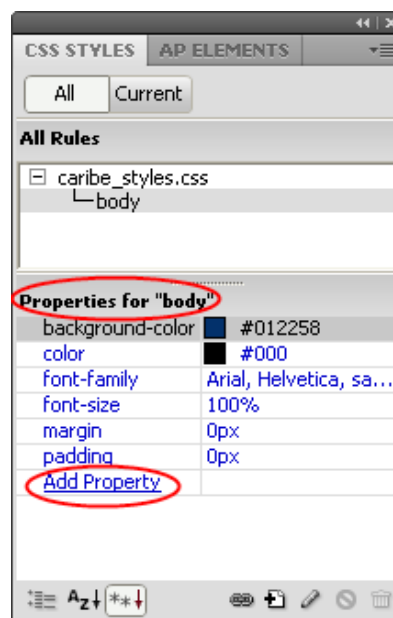 CSS STYLES AP ELEMENTS
All Current
All Rules
caribe_styles.css
body
Properties for "body"
background-color #012258
color #000
font-family Arial, Helvetica, sa...
font-size 100%
margin 0px
padding 0px
Add Property
Az
**